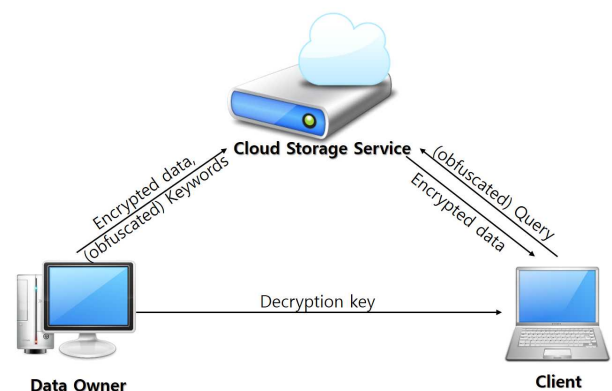 Cloud Storage Service
Encrypted data,
(obfuscated) Keywords
(obfuscated) Query
Encrypted data
Decryption key
Data Owner
Client